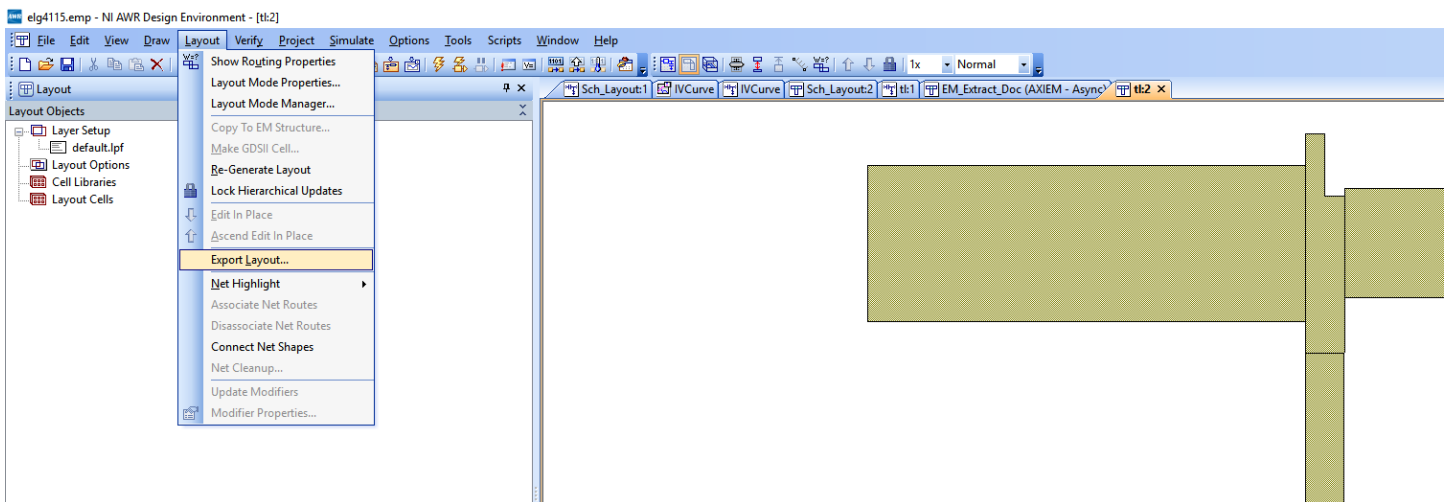 AWR elg4115.emp - NI AWR Design Environment - [tl:2]
File Edit View Draw Layout Verify Project Simulate Options Tools Scripts Window Help
1x Normal
Layout
Sch_Layout:1 IVCurve IVCurve Sch_Layout:2 tl:1 EM_Extract_Doc (AXIEM - Async) tl:2
Layout Objects
Layer Setup
default.lpf
Layout Options
Cell Libraries
Layout Cells
Show Routing Properties
Layout Mode Properties...
Layout Mode Manager...
Copy To EM Structure...
Make GDSII Cell...
Re-Generate Layout
Lock Hierarchical Updates
Edit In Place
Ascend Edit In Place
Export Layout...
Net Highlight
Associate Net Routes
Disassociate Net Routes
Connect Net Shapes
Net Cleanup...
Update Modifiers
Modifier Properties...